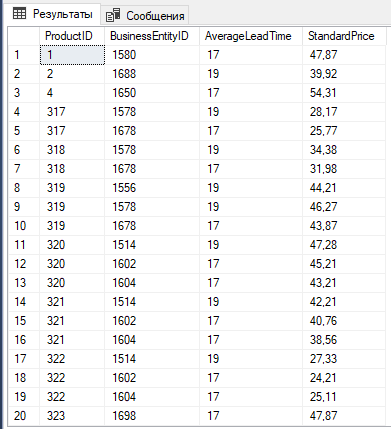 Результаты Сообщения
ProductID BusinessEntityID AverageLeadTime StandardPrice
1 1 1580 17 47,87
2 2 1688 19 39,92
3 4 1650 17 54,31
4 317 1578 19 28,17
5 317 1678 17 25,77
6 318 1578 19 34,38
7 318 1678 17 31,98
8 319 1556 19 44,21
9 319 1578 19 46,27
10 319 1678 17 43,87
11 320 1514 19 47,28
12 320 1602 17 45,21
13 320 1604 17 43,21
14 321 1514 19 42,21
15 321 1602 17 40,76
16 321 1604 17 38,56
17 322 1514 19 27,33
18 322 1602 17 24,21
19 322 1604 17 25,11
20 323 1698 17 47,87